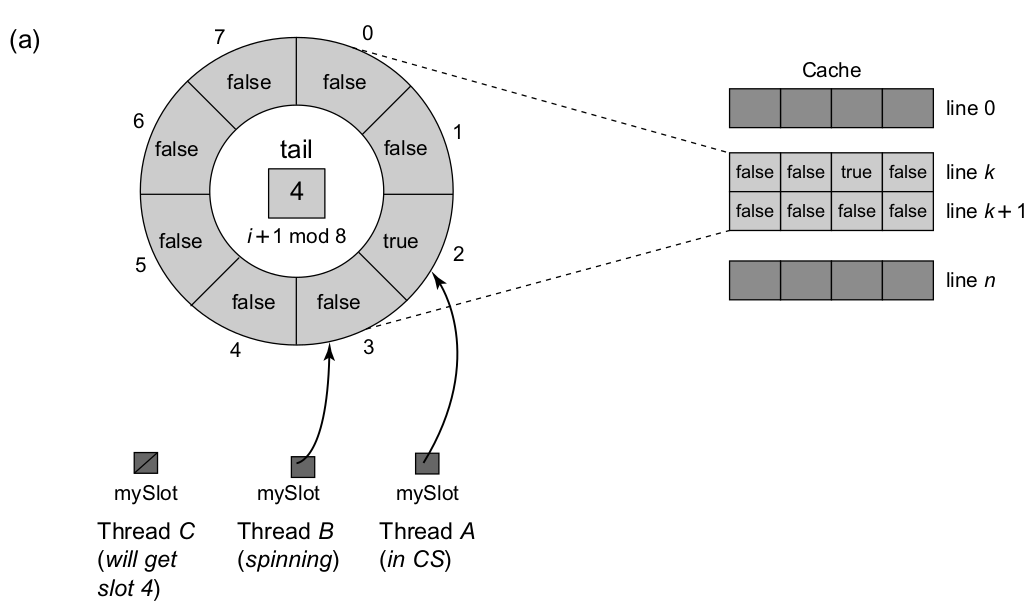 (a)
7
0
false
false
6
1
false
false
tail
4
i + 1 mod 8
false
true
5
2
false
false
4
3
Cache
line 0
false false true false line k
false false false false line k + 1
line n
mySlot
mySlot
mySlot
Thread C
(will get
slot 4)
Thread B
(spinning)
Thread A
(in CS)